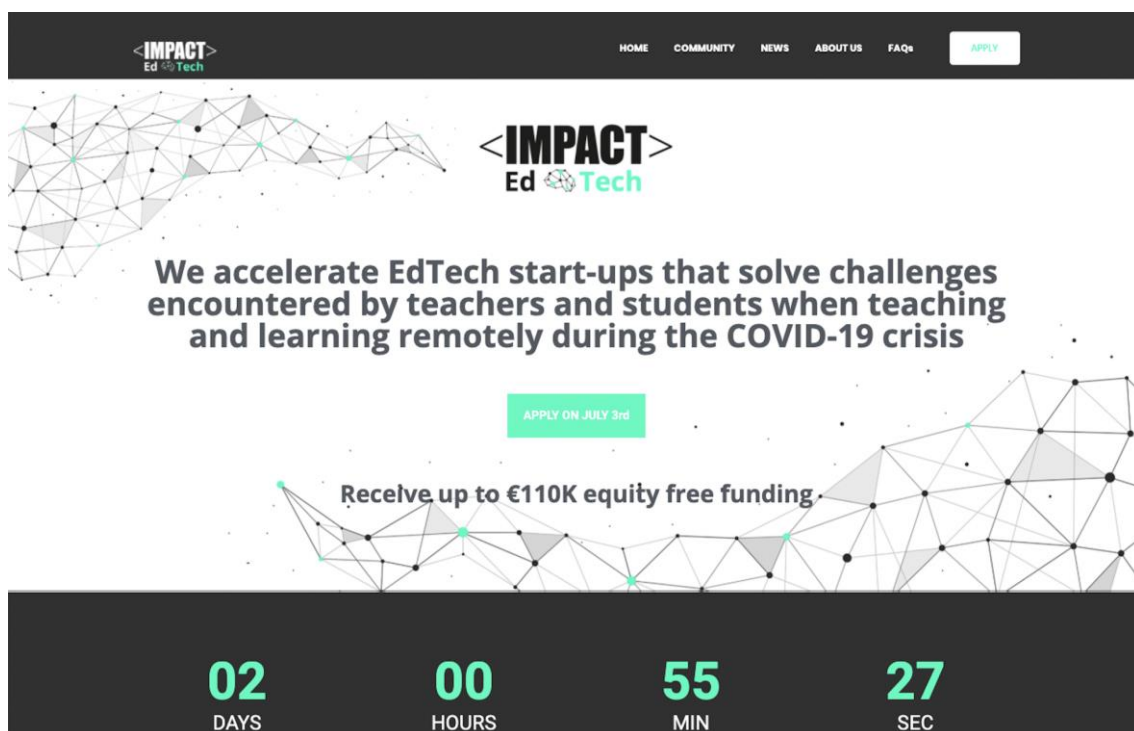 <IMPACT>
Ed Tech
HOME COMMUNITY NEWS ABOUT US FAQs APPLY
<IMPACT>
Ed Tech
We accelerate EdTech start-ups that solve challenges
encountered by teachers and students when teaching
and learning remotely during the COVID-19 crisis
APPLY ON JULY 3rd
Receive up to €110K equity free funding
02 00 55 27
DAYS HOURS MIN SEC